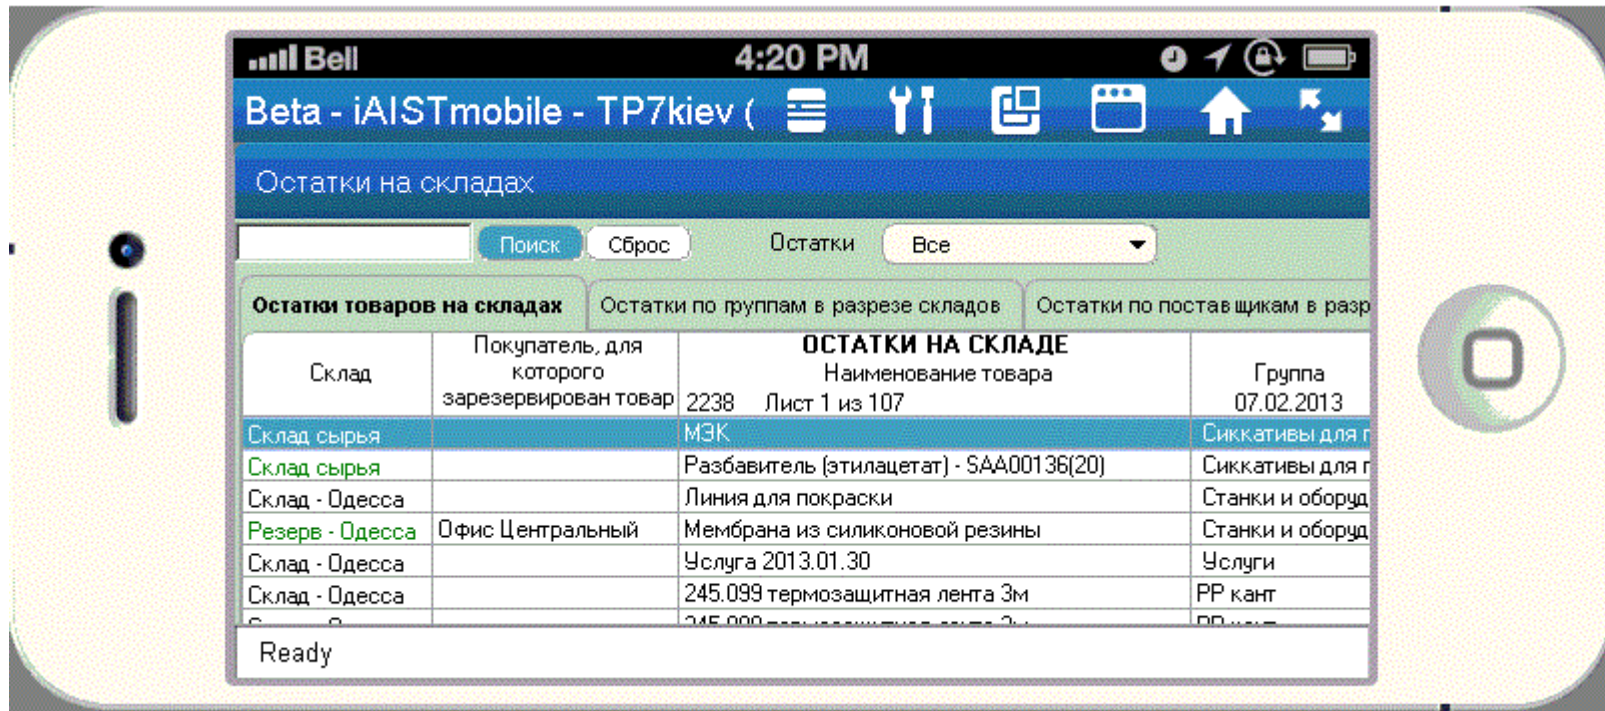 Bell 4:20 PM
Beta - iAISTmobile - TP7kiev (
Остатки на складах
Поиск Сброс Остатки Все
Остатки товаров на складах Остатки по группам в разрезе складов Остатки по поставщикам в разр
Склад Покупатель, для которого зарезервирован товар ОСТАТКИ НА СКЛАДЕ
Наименование товара Группа
2238 Лист 1 из 107 07.02.2013
Склад сырья МЭК Сиккативы для п
Склад сырья Разбавитель (этилацетат) - SAA00136(20) Сиккативы для п
Склад - Одесса Линия для покраски Станки и оборуд
Резерв - Одесса Офис Центральный Мембрана из силиконовой резины Станки и оборуд
Склад - Одесса Услуга 2013.01.30 Услуги
Склад - Одесса 245.099 термозащитная лента 3м PP кант
Ready